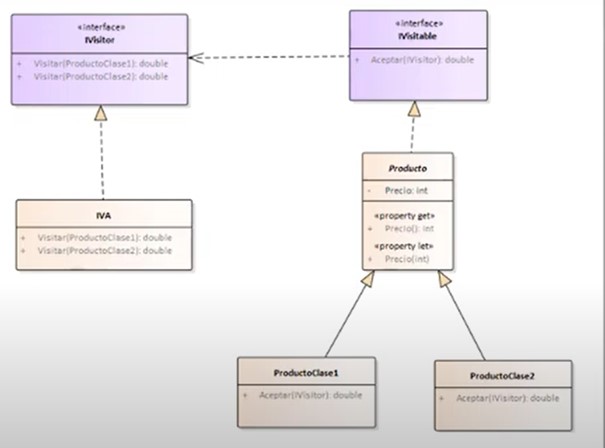 «interface»
IVisitor
+ Visitar(ProductoClase1): double
+ Visitar(ProductoClase2): double
«interface»
IVisitable
+ Aceptar(IVisitor): double
IVA
+ Visitar(ProductoClase1): double
+ Visitar(ProductoClase2): double
Producto
- Precio: int
«property get»
+ Precio(): int
«property let»
+ Precio(int)
ProductoClase1
+ Aceptar(IVisitor): double
ProductoClase2
+ Aceptar(IVisitor): double